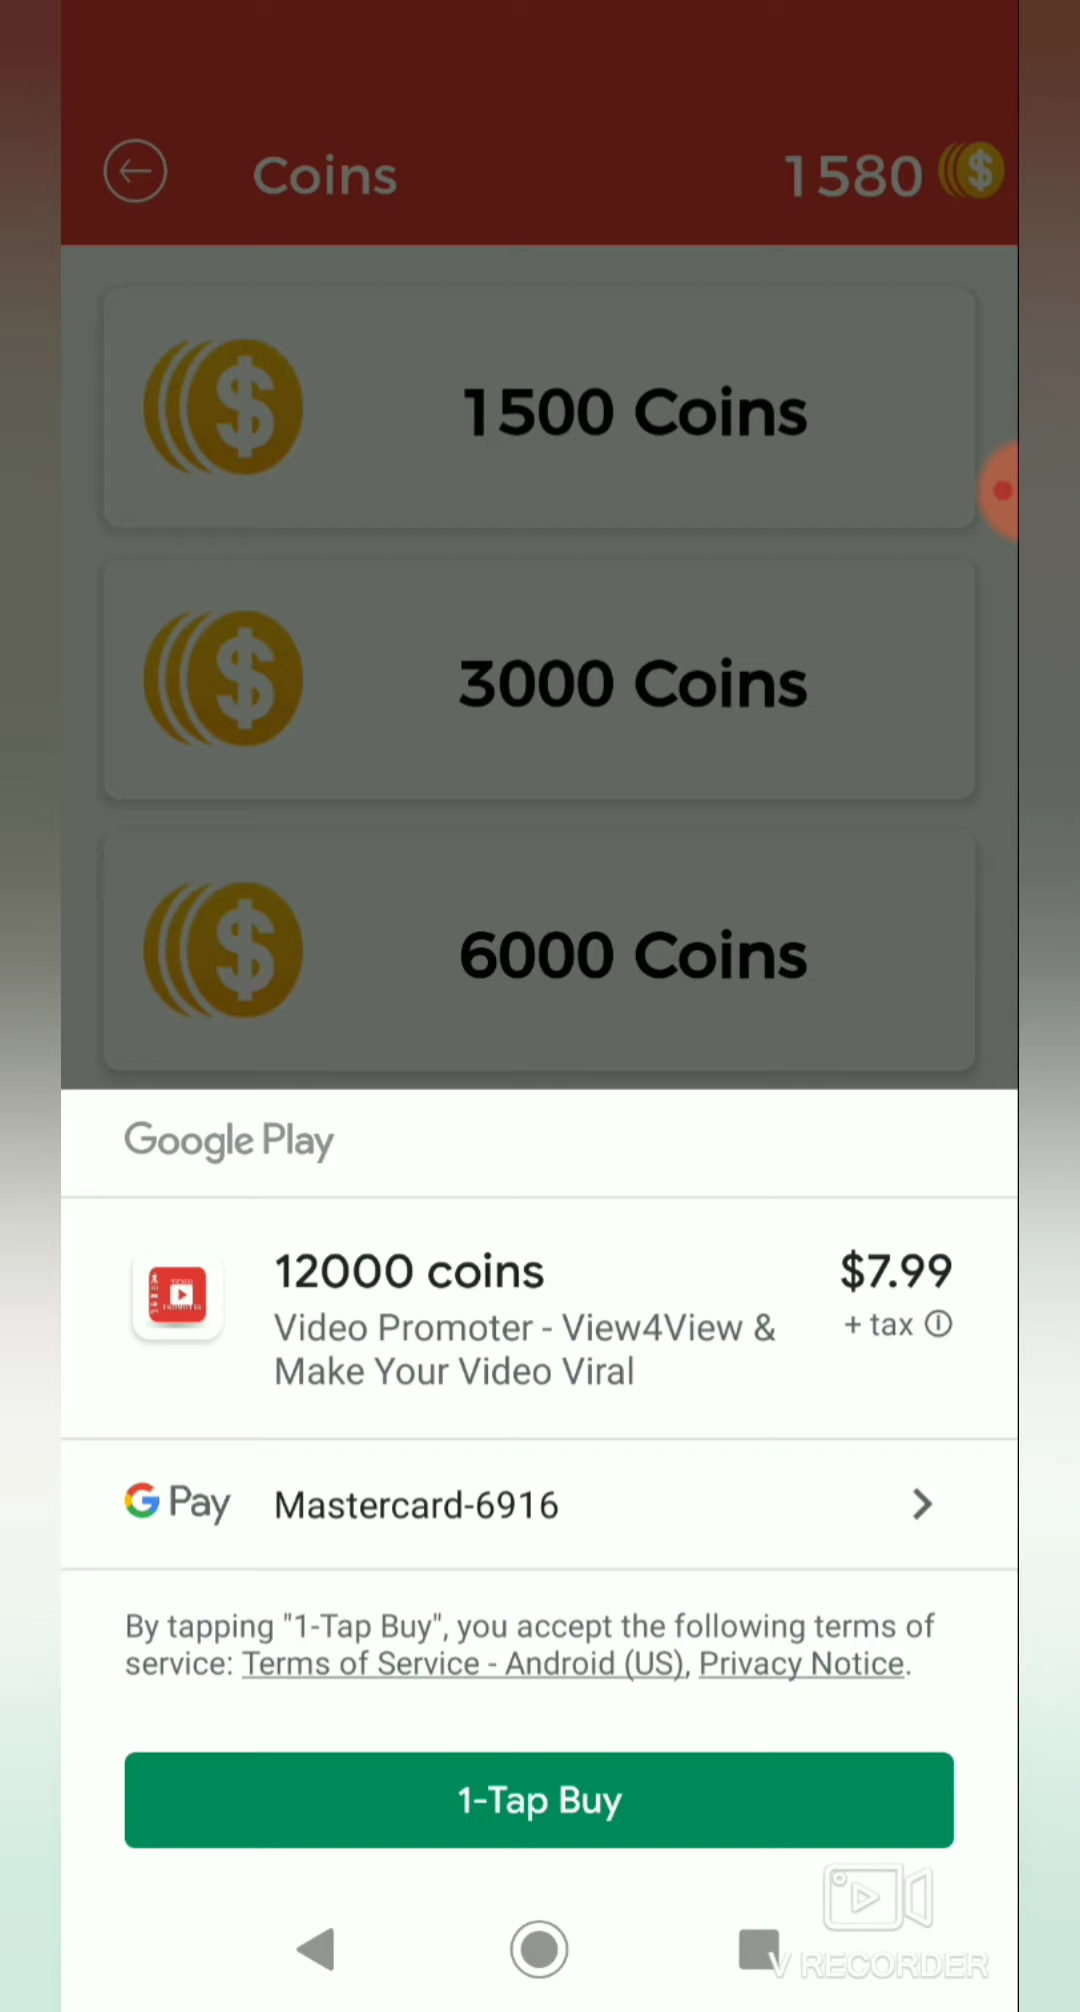 Coins
1580
1500 Coins
3000 Coins
6000 Coins
Google Play
12000 coins
$7.99
Video Promoter - View4View &
+ tax
Make Your Video Viral
G Pay
Mastercard-6916
By tapping "1-Tap Buy", you accept the following terms of
service: Terms of Service - Android (US), Privacy Notice.
1-Tap Buy
V RECORDER